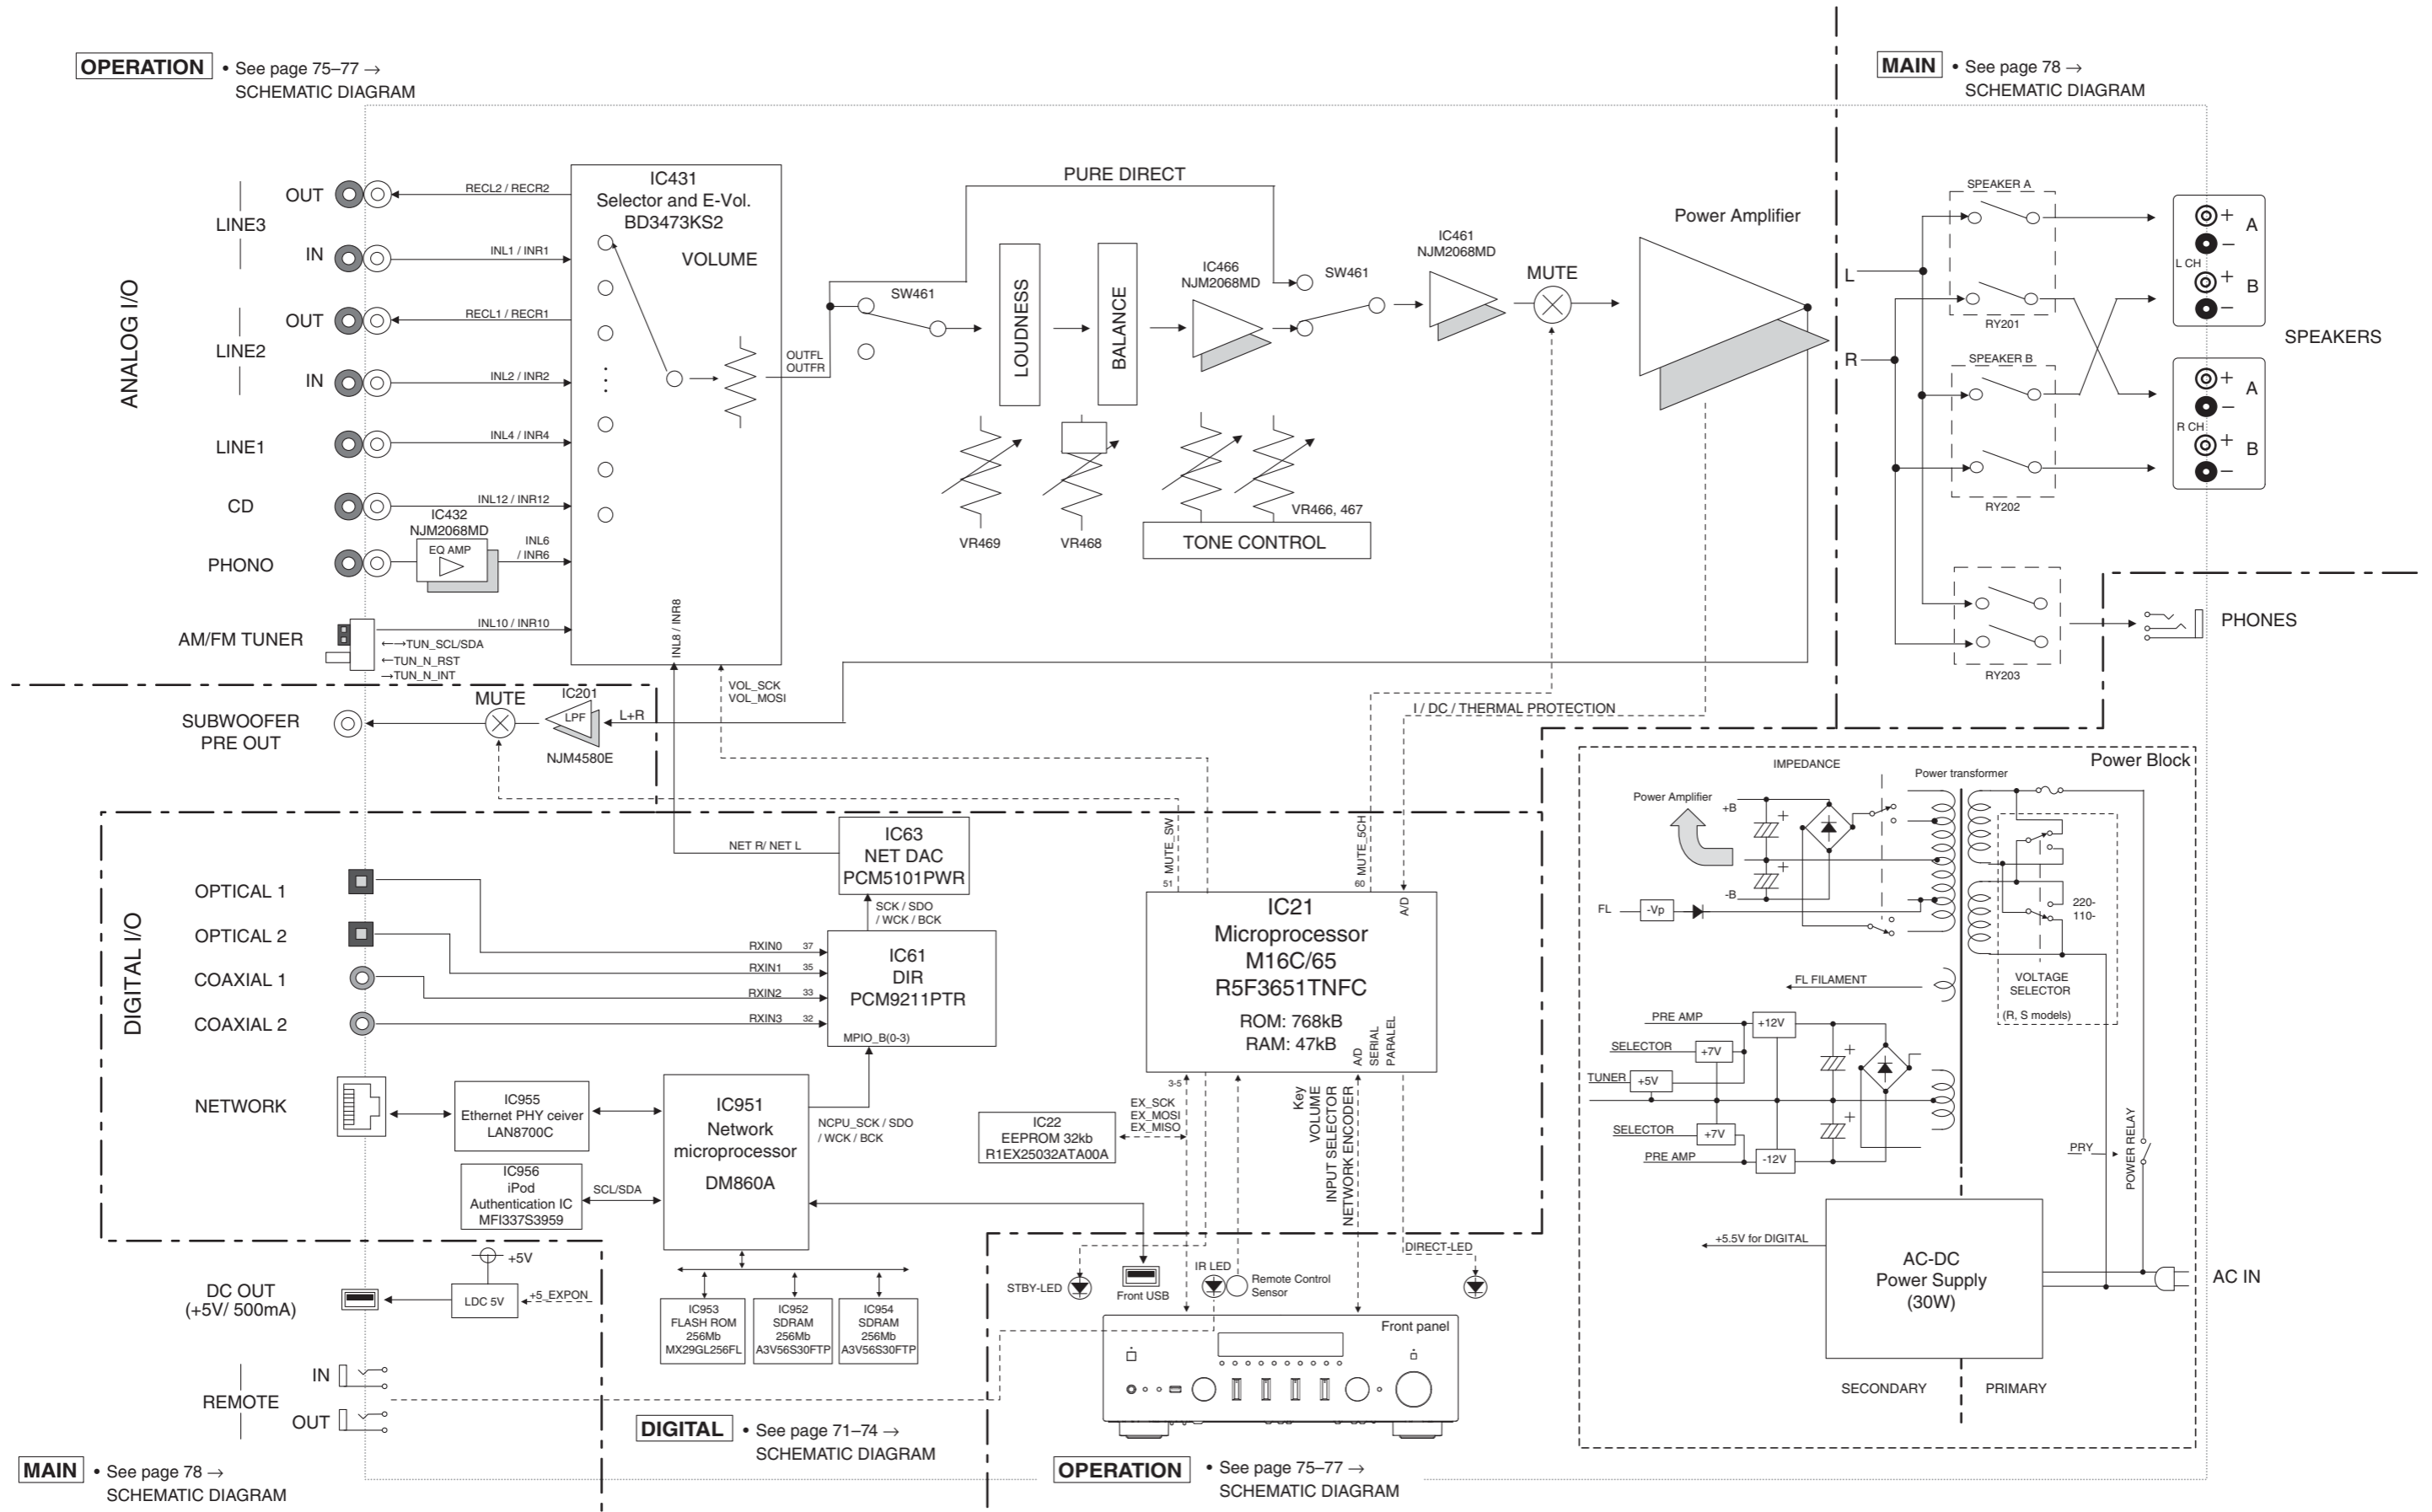 OPERATION • See page 75–77 →
SCHEMATIC DIAGRAM
MAIN • See page 78 →
SCHEMATIC DIAGRAM
ANALOG I/O
OUT
LINE3
IN
OUT
LINE2
IN
LINE1
CD
PHONO
AM/FM TUNER
RECL2 / RECR2
INL1 / INR1
RECL1 / RECR1
INL2 / INR2
INL4 / INR4
INL12 / INR12
IC432
NJM2068MD
EQ AMP
INL6
/ INR6
INL10 / INR10
←→TUN_SCL/SDA
←TUN_N_RST
→TUN_N_INT
IC431
Selector and E-Vol.
BD3473KS2
VOLUME
INL8 / INR8
OUTFL
OUTFR
PURE DIRECT
SW461
LOUDNESS
BALANCE
IC466
NJM2068MD
SW461
IC461
NJM2068MD
MUTE
Power Amplifier
VR469
VR468
VR466, 467
TONE CONTROL
L
R
SPEAKER A
RY201
SPEAKER B
RY202
RY203
+
–
A
L CH
+
–
B
+
–
A
R CH
+
–
B
SPEAKERS
PHONES
SUBWOOFER
PRE OUT
MUTE
IC201
LPF
NJM4580E
L+R
VOL_SCK
VOL_MOSI
I / DC / THERMAL PROTECTION
DIGITAL I/O
OPTICAL 1
OPTICAL 2
COAXIAL 1
COAXIAL 2
NETWORK
NET R/ NET L
IC63
NET DAC
PCM5101PWR
SCK / SDO
/ WCK / BCK
RXIN0 37
RXIN1 35
RXIN2 33
RXIN3 32
IC61
DIR
PCM9211PTR
MPIO_B(0-3)
IC955
Ethernet PHY ceiver
LAN8700C
IC956
iPod
Authentication IC
MFI337S3959
SCL/SDA
IC951
Network
microprocessor
DM860A
NCPU_SCK / SDO
/ WCK / BCK
IC953
FLASH ROM
256Mb
MX29GL256FL
IC952
SDRAM
256Mb
A3V56S30FTP
IC954
SDRAM
256Mb
A3V56S30FTP
MUTE_SW
51
MUTE_5CH
60
A/D
IC21
Microprocessor
M16C/65
R5F3651TNFC
ROM: 768kB
RAM: 47kB
A/D
SERIAL
PARALEL
3-5
EX_SCK
EX_MOSI
EX_MISO
IC22
EEPROM 32kb
R1EX25032ATA00A
Key
VOLUME
INPUT SELECTOR
NETWORK ENCODER
STBY-LED
Front USB
IR LED
Remote Control
Sensor
DIRECT-LED
Front panel
DC OUT
(+5V/ 500mA)
+5V
LDC 5V
+5_EXPON
IN
REMOTE
OUT
Power Block
IMPEDANCE
Power transformer
Power Amplifier
+B
+
+
-B
FL
-Vp
220-
110-
VOLTAGE
SELECTOR
(R, S models)
FL FILAMENT
PRE AMP
+12V
SELECTOR
+7V
TUNER
+5V
+
+
SELECTOR
+7V
PRE AMP
-12V
PRY
POWER RELAY
+5.5V for DIGITAL
AC-DC
Power Supply
(30W)
AC IN
SECONDARY
PRIMARY
MAIN • See page 78 →
SCHEMATIC DIAGRAM
DIGITAL • See page 71–74 →
SCHEMATIC DIAGRAM
OPERATION • See page 75–77 →
SCHEMATIC DIAGRAM